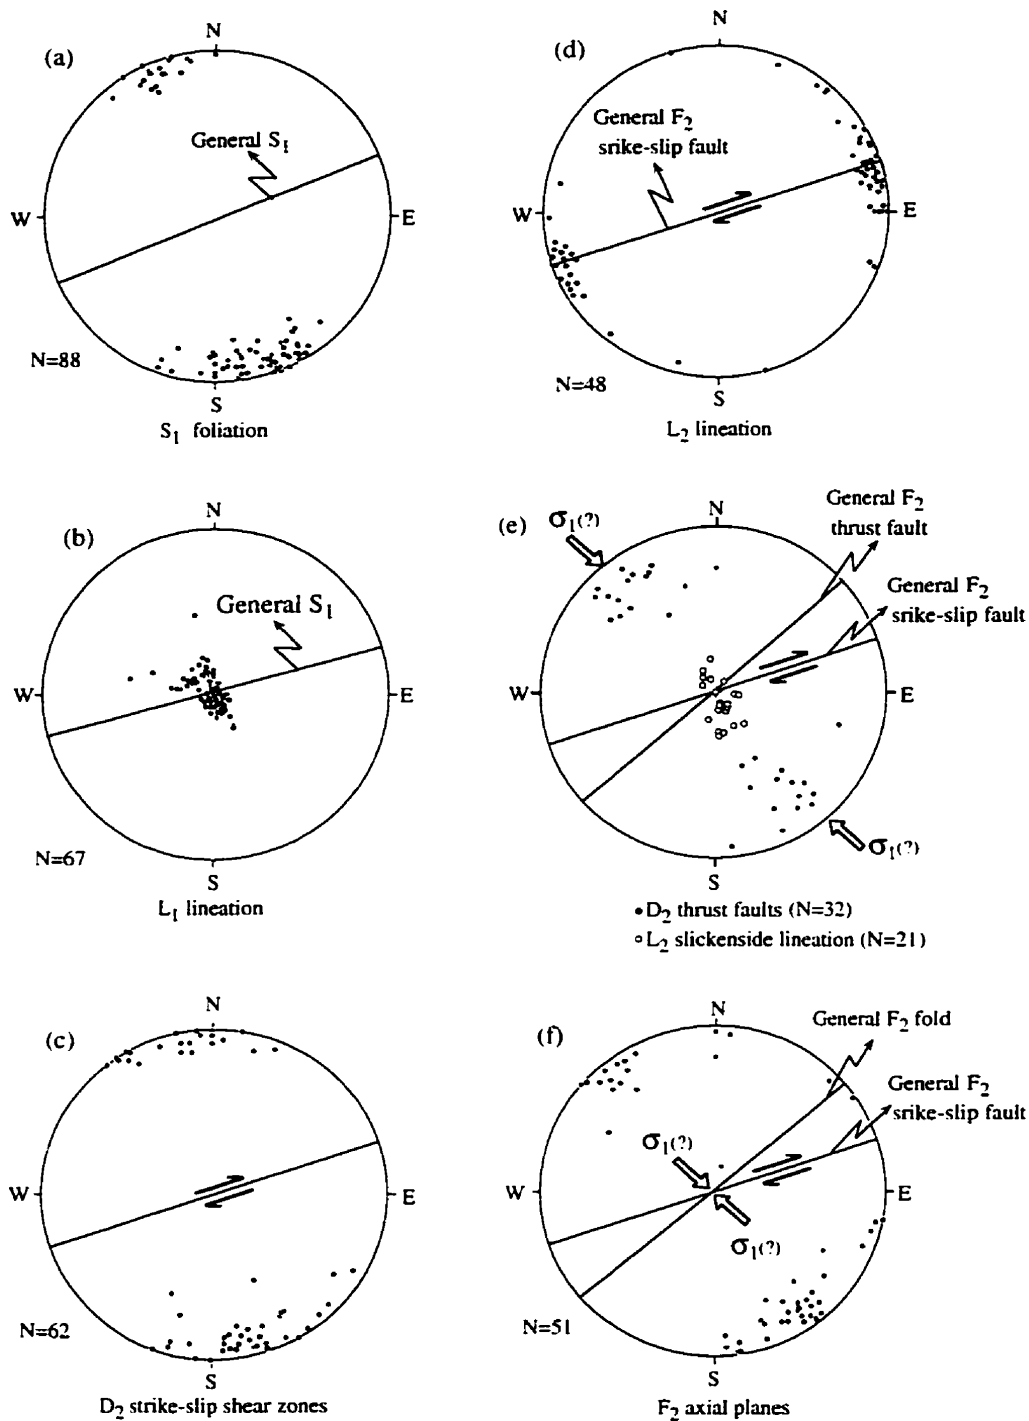 (a)
N
General S1
W
E
N=88
S
S1 foliation
(d)
N
General F2
srike-slip fault
W
E
N=48
S
L2 lineation
(b)
N
General S1
W
E
N=67
S
L1 lineation
(e)
σ1(?)
N
General F2
thrust fault
General F2
srike-slip fault
W
E
S
σ1(?)
• D2 thrust faults (N=32)
○ L2 slickenside lineation (N=21)
(c)
N
W
E
N=62
S
D2 strike-slip shear zones
(f)
N
General F2 fold
General F2
srike-slip fault
σ1(?)
W
E
σ1(?)
N=51
S
F2 axial planes